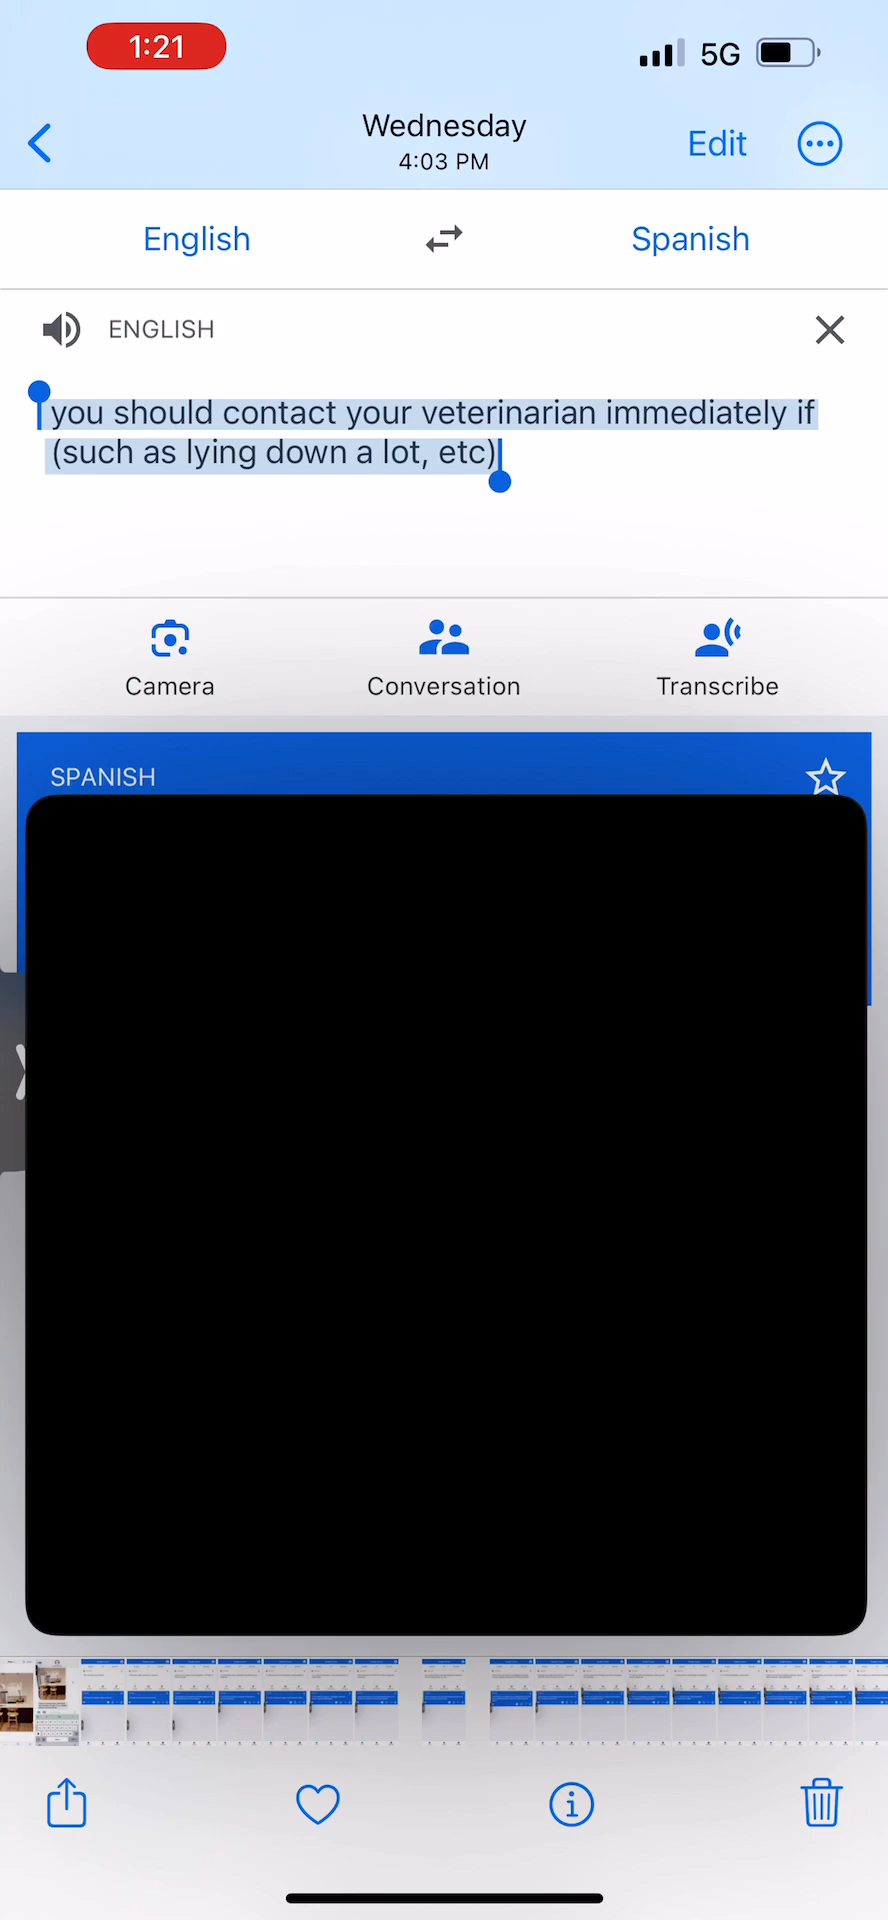 1:21
5G
Wednesday
Edit
4:03 PM
English
Spanish
ENGLISH
you should contact your veterinarian immediately if
(such as lying down a lot, etc)
Camera
Conversation
Transcribe
SPANISH